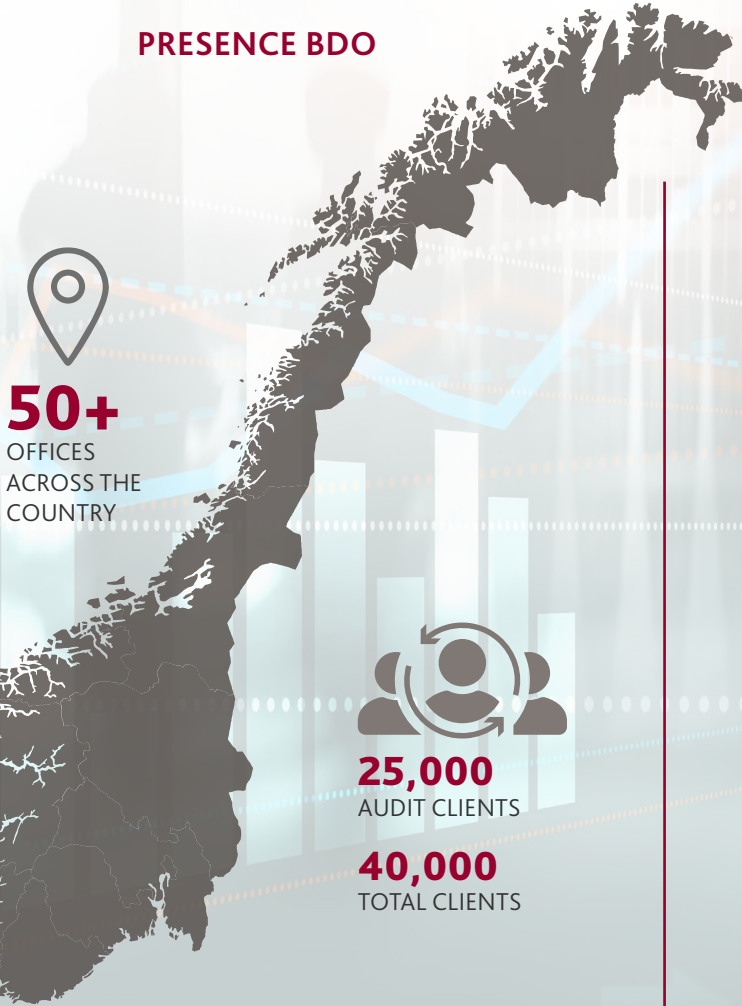 PRESENCE BDO
50+
OFFICES
ACROSS THE
COUNTRY
25,000
AUDIT CLIENTS
40,000
TOTAL CLIENTS